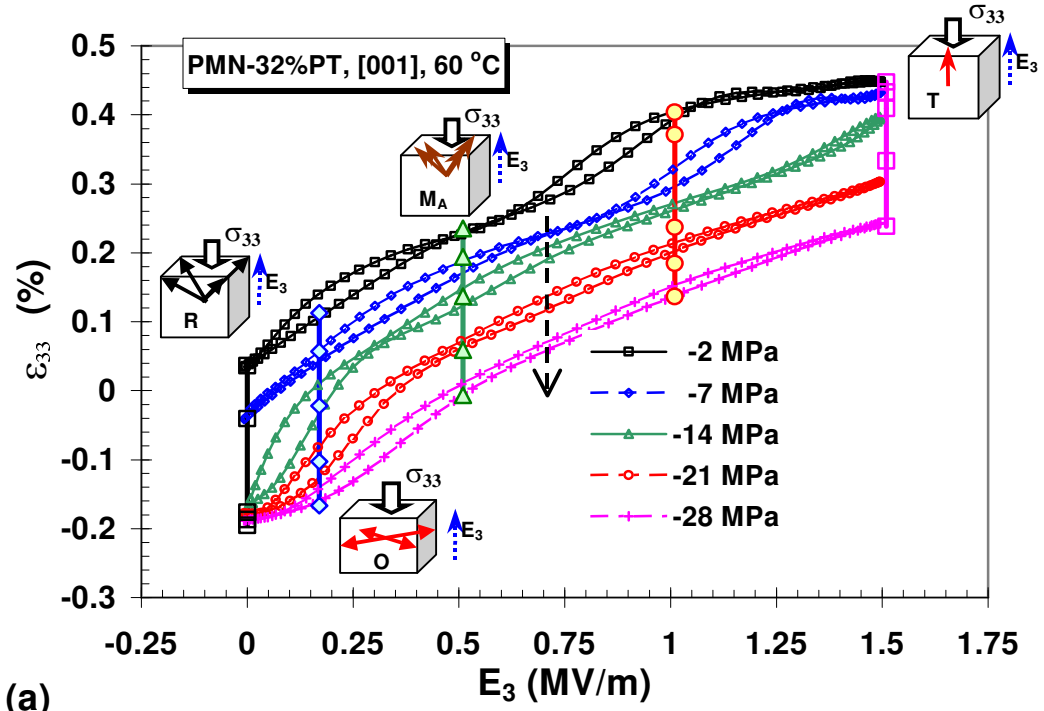 σ33
E3
T
PMN-32%PT, [001], 60 °C
σ33
E3
MA
σ33
E3
R
σ33
E3
O
-2 MPa
-7 MPa
-14 MPa
-21 MPa
-28 MPa
ε33 (%)
0.5
0.4
0.3
0.2
0.1
0
-0.1
-0.2
-0.3
-0.25 0 0.25 0.5 0.75 1 1.25 1.5 1.75
E3 (MV/m)
(a)